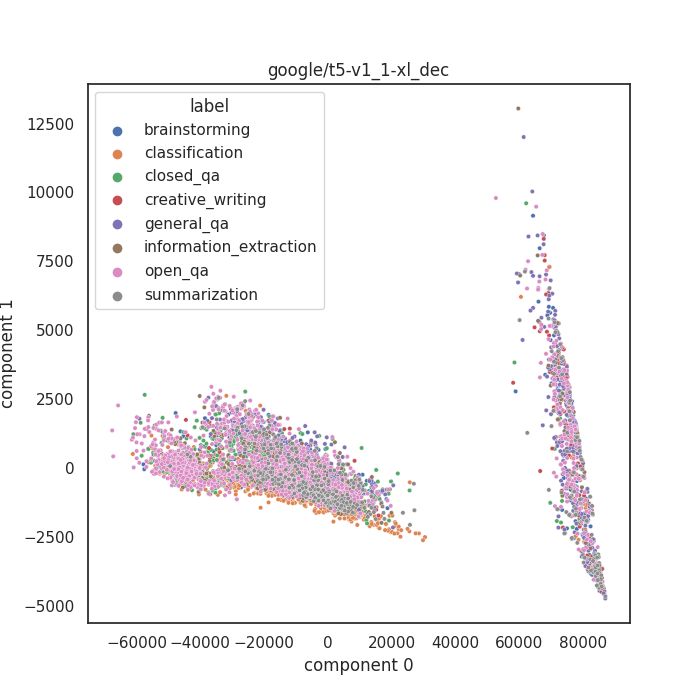 google/t5-v1_1-xl_dec
label
brainstorming
classification
closed_qa
creative_writing
general_qa
information_extraction
open_qa
summarization
12500
10000
7500
5000
2500
0
−2500
−5000
component 1
−60000 −40000 −20000 0 20000 40000 60000 80000
component 0